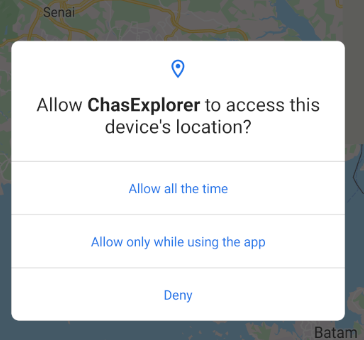 Senai
Allow ChasExplorer to access this
device's location?
Allow all the time
Allow only while using the app
Deny
Batam